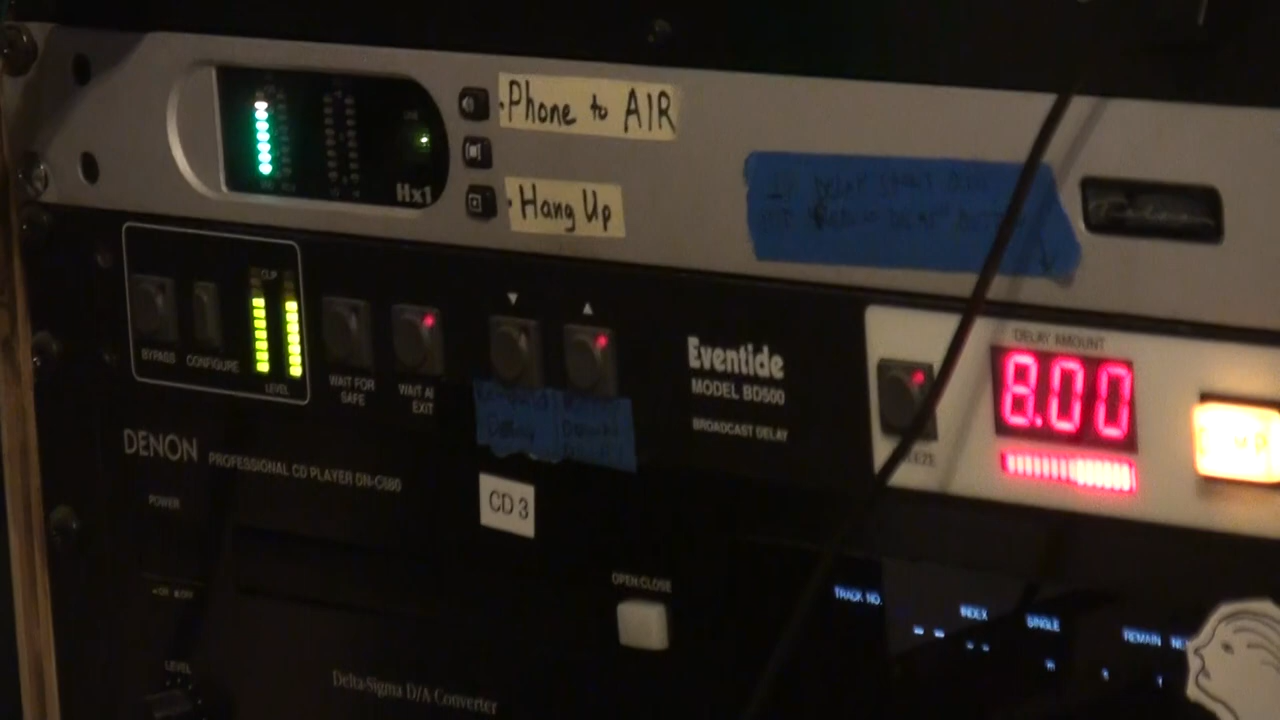 Phone to AIR
Hx1
Hang Up
CLIP
BYPASS
CONFIGURE
LEVEL
WAIT FOR
SAFE
WAIT AT
EXIT
Eventide
MODEL BD500
BROADCAST DELAY
DELAY AMOUNT
8.00
DENON
PROFESSIONAL CD PLAYER DN-C680
POWER
CD 3
OPEN/CLOSE
LEVEL
Delta-Sigma D/A Converter
TRACK NO.
INDEX
SINGLE
REMAIN